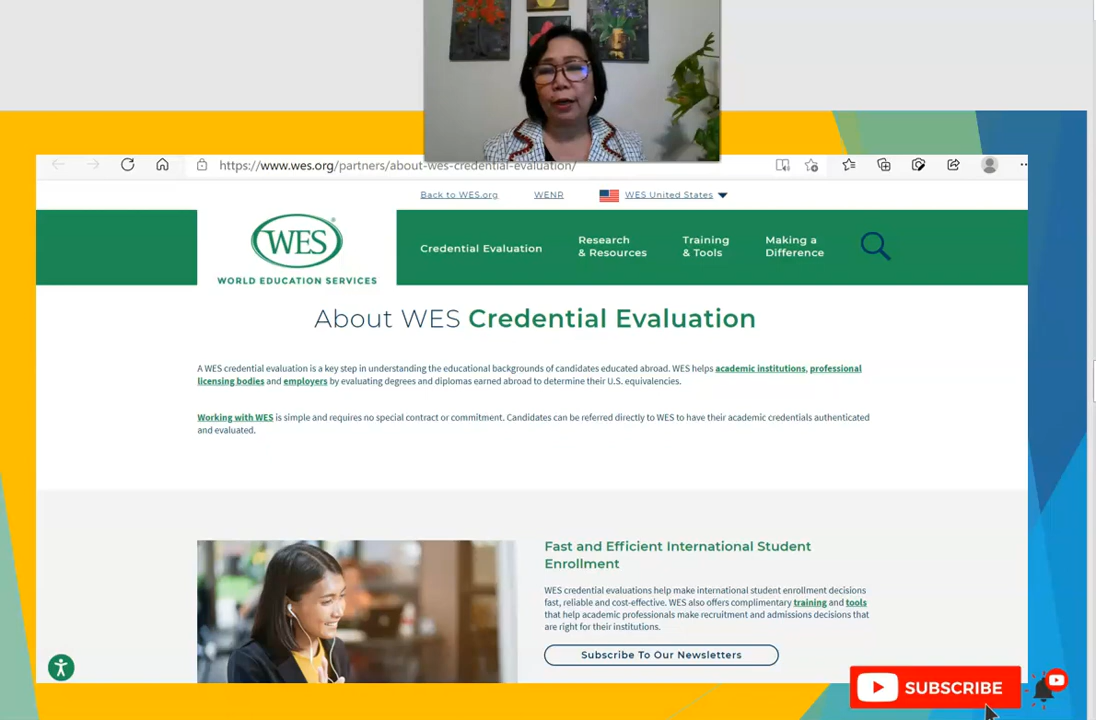 https://www.wes.org/partners/about-wes-credential-evaluation/
Back to WES.org WENR WES United States
WES
WORLD EDUCATION SERVICES
Credential Evaluation
Research
& Resources
Training
& Tools
Making a
Difference
About WES Credential Evaluation
A WES credential evaluation is a key step in understanding the educational backgrounds of candidates educated abroad. WES helps academic institutions, professional
licensing bodies and employers by evaluating degrees and diplomas earned abroad to determine their U.S. equivalencies.
Working with WES is simple and requires no special contract or commitment. Candidates can be referred directly to WES to have their academic credentials authenticated
and evaluated.
Fast and Efficient International Student
Enrollment
WES credential evaluations help make international student enrollment decisions
fast, reliable and cost-effective. WES also offers complimentary training and tools
that help academic professionals make recruitment and admissions decisions that
are right for their institutions.
Subscribe To Our Newsletters
SUBSCRIBE